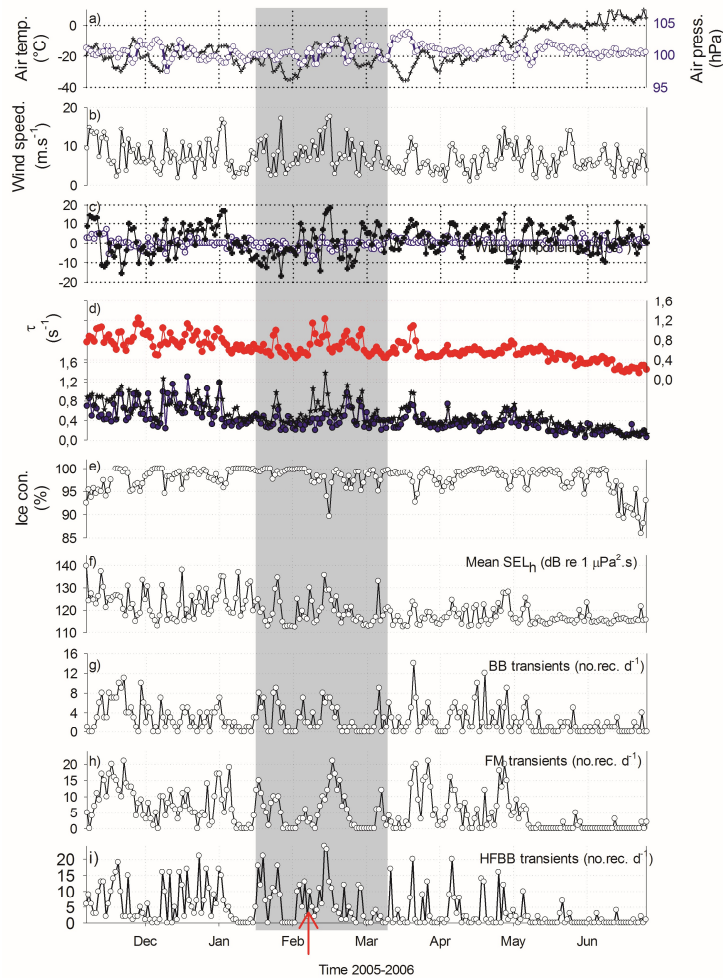 a)
Air temp.
(°C)
20
0
-20
-40
105
100
95
Air press.
(hPa)
b)
Wind speed.
(m.s⁻¹)
20
10
0
c)
20
10
0
-10
-20
d)
τ
(s⁻¹)
1,6
1,2
0,8
0,4
0,0
1,6
1,2
0,8
0,4
0,0
e)
Ice con.
(%)
100
95
90
85
f)
Mean SELₕ (dB re 1 µPa².s)
140
130
120
110
g)
BB transients (no.rec. d⁻¹)
16
12
8
4
0
h)
FM transients (no.rec. d⁻¹)
25
20
15
10
5
0
i)
HFBB transients (no.rec. d⁻¹)
20
15
10
5
0
Dec Jan Feb Mar Apr May Jun
Time 2005-2006